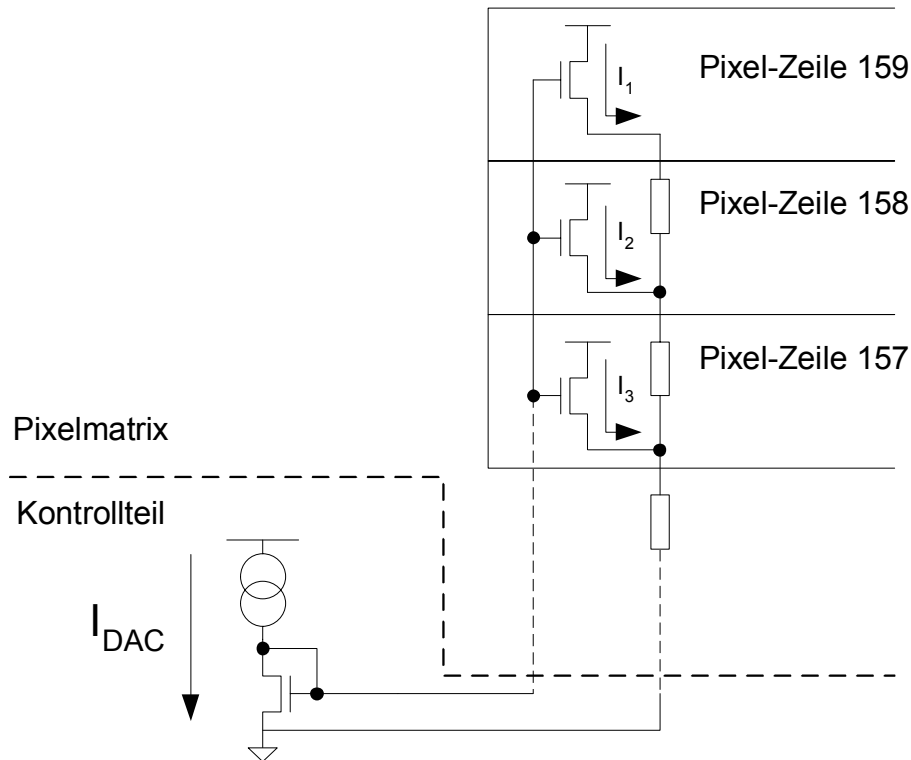 Pixel-Zeile 159
I1
Pixel-Zeile 158
I2
Pixel-Zeile 157
I3
Pixelmatrix
Kontrollteil
IDAC